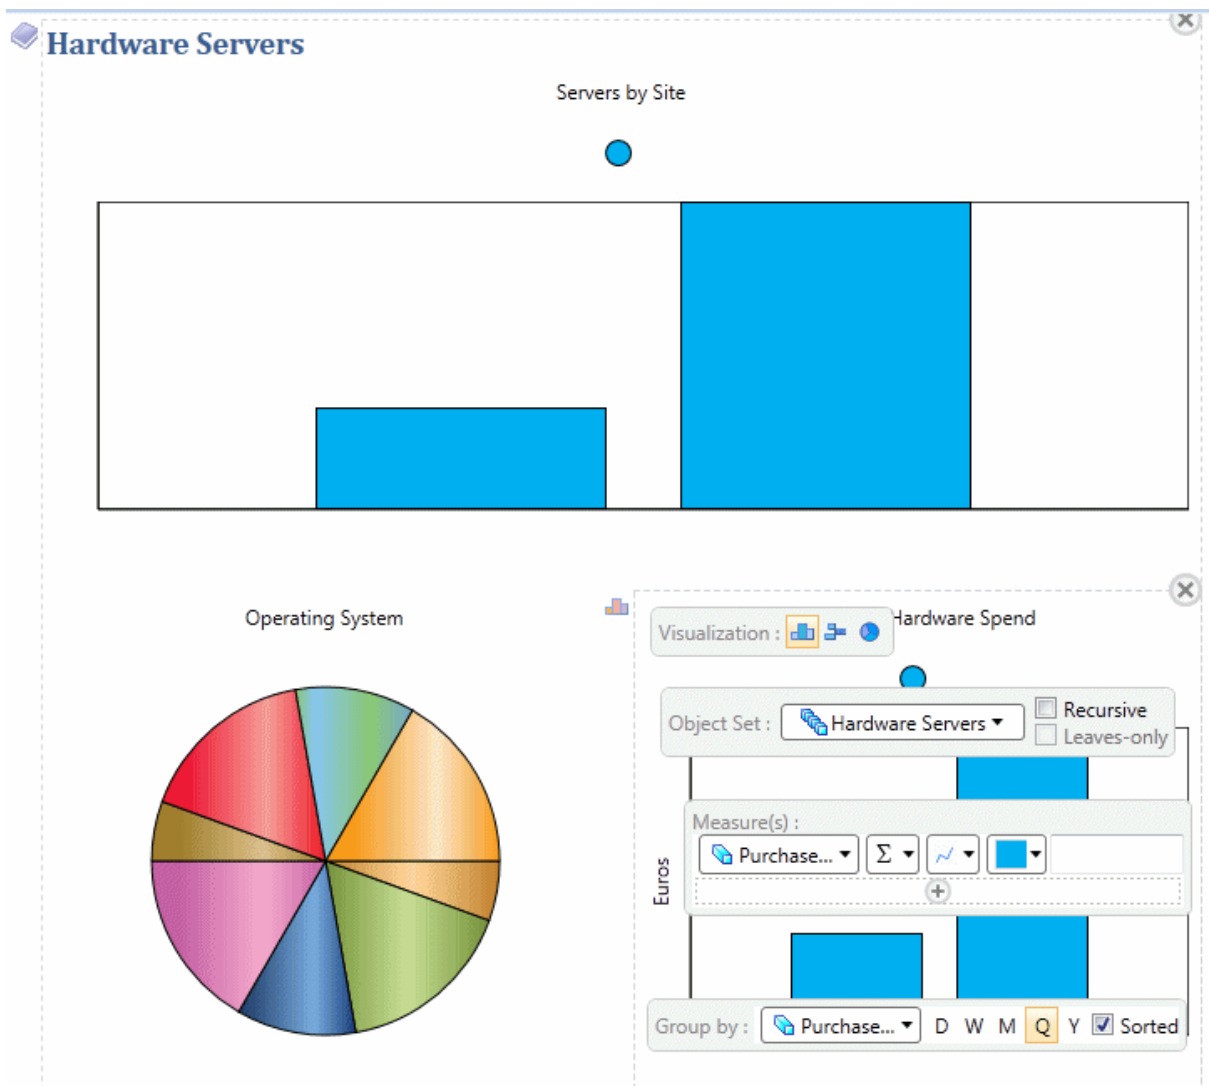 Hardware Servers
Servers by Site
Operating System
Visualization :
Hardware Spend
Object Set : Hardware Servers Recursive
Leaves-only
Measure(s) :
Purchase... Σ
Euros
Group by : Purchase... D W M Q Y Sorted